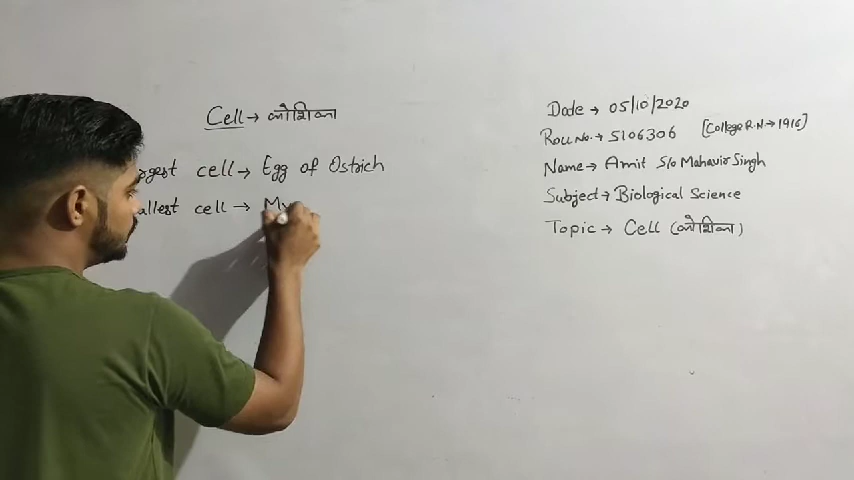 Cell → कोशिका
rgest cell → Egg of Ostrich
allest cell → My
Date → 05/10/2020
Roll No. → 5106306 [College R.N → 1916]
Name → Amit S/o Mahavir Singh
Subject → Biological Science
Topic → Cell (कोशिका)